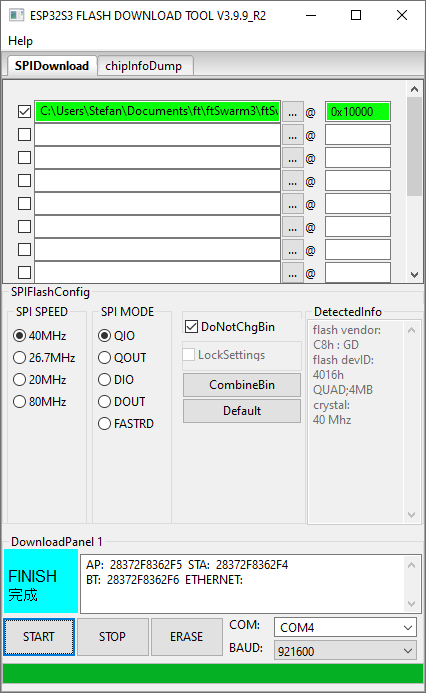 ESP32S3 FLASH DOWNLOAD TOOL V3.9.9_R2
Help
SPIDownload chipInfoDump
C:\Users\Stefan\Documents\ft\ftSwarm3\ftS ... @ 0x10000
... @
... @
... @
... @
... @
... @
... @
SPIFlashConfig
SPI SPEED
40MHz
26.7MHz
20MHz
80MHz
SPI MODE
QIO
QOUT
DIO
DOUT
FASTRD
DoNotChgBin
LockSettings
CombineBin
Default
DetectedInfo
flash vendor:
C8h : GD
flash devID:
4016h
QUAD;4MB
crystal:
40 Mhz
DownloadPanel 1
FINISH
完成
AP: 28372F8362F5 STA: 28372F8362F4
BT: 28372F8362F6 ETHERNET:
START STOP ERASE
COM: COM4
BAUD: 921600